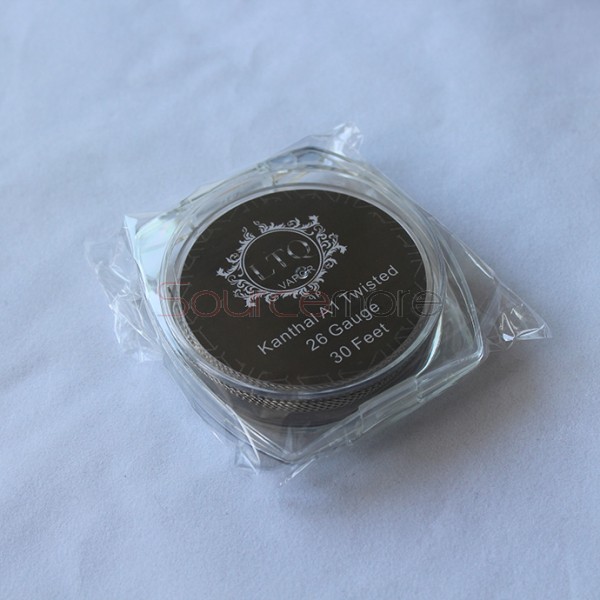 LTQ
VAPOR
Kanthal A1 Twisted
26 Gauge
30 Feet
Sourcemore